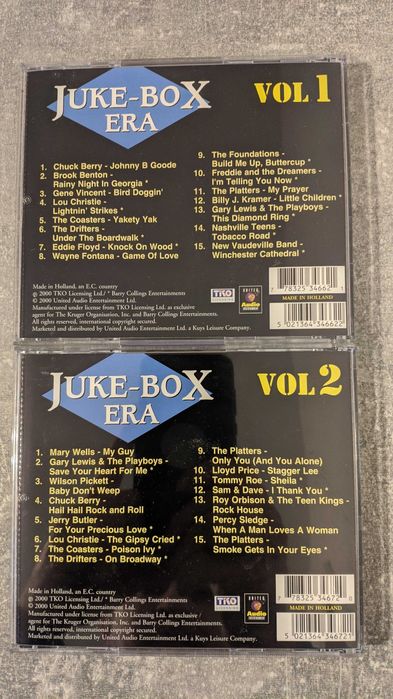 JUKE-BOX
ERA
VOL 1
1. Chuck Berry - Johnny B Goode
2. Brook Benton -
Rainy Night In Georgia *
3. Gene Vincent - Bird Doggin'
4. Lou Christie -
Lightnin' Strikes *
5. The Coasters - Yakety Yak
6. The Drifters -
Under The Boardwalk *
7. Eddie Floyd - Knock On Wood *
8. Wayne Fontana - Game Of Love
9. The Foundations -
Build Me Up, Buttercup *
10. Freddie and the Dreamers -
I'm Telling You Now *
11. The Platters - My Prayer
12. Billy J. Kramer - Little Children *
13. Gary Lewis & The Playboys -
This Diamond Ring *
14. Nashville Teens -
Tobacco Road *
15. New Vaudeville Band -
Winchester Cathedral *
Made in Holland, an E.C. country
℗ 2000 TKO Licensing Ltd./ * Barry Collings Entertainments
© 2000 United Audio Entertainment Ltd.
Manufactured under license from TKO Licensing Ltd. as exclusive
agent for The Kruger Organisation, Inc. and Barry Collings Entertainments.
All rights reserved, international copyright secured.
Marketed and distributed by United Audio Entertainment Ltd. a Kuys Leisure Company.
TKO
LICENSING
UNITED
Audio
7 78325 34662 1
MADE IN HOLLAND
5 021364 346622
JUKE-BOX
ERA
VOL 2
1. Mary Wells - My Guy
2. Gary Lewis & The Playboys -
Save Your Heart For Me *
3. Wilson Pickett -
Baby Don't Weep
4. Chuck Berry -
Hail Hail Rock and Roll
5. Jerry Butler -
For Your Precious Love *
6. Lou Christie - The Gipsy Cried *
7. The Coasters - Poison Ivy *
8. The Drifters - On Broadway *
9. The Platters -
Only You (And You Alone)
10. Lloyd Price - Stagger Lee
11. Tommy Roe - Sheila *
12. Sam & Dave - I Thank You *
13. Roy Orbison & The Teen Kings -
Rock House
14. Percy Sledge -
When A Man Loves A Woman
15. The Platters -
Smoke Gets In Your Eyes *
Made in Holland, an E.C. country
℗ 2000 TKO Licensing Ltd./ * Barry Collings Entertainments
© 2000 United Audio Entertainment Ltd.
Manufactured under license from TKO Licensing Ltd. as exclusive
agent for The Kruger Organisation, Inc. and Barry Collings Entertainments.
All rights reserved, international copyright secured.
Marketed and distributed by United Audio Entertainment Ltd. a Kuys Leisure Company.
TKO
LICENSING
UNITED
Audio
7 78325 34672 0
MADE IN HOLLAND
5 021364 346721